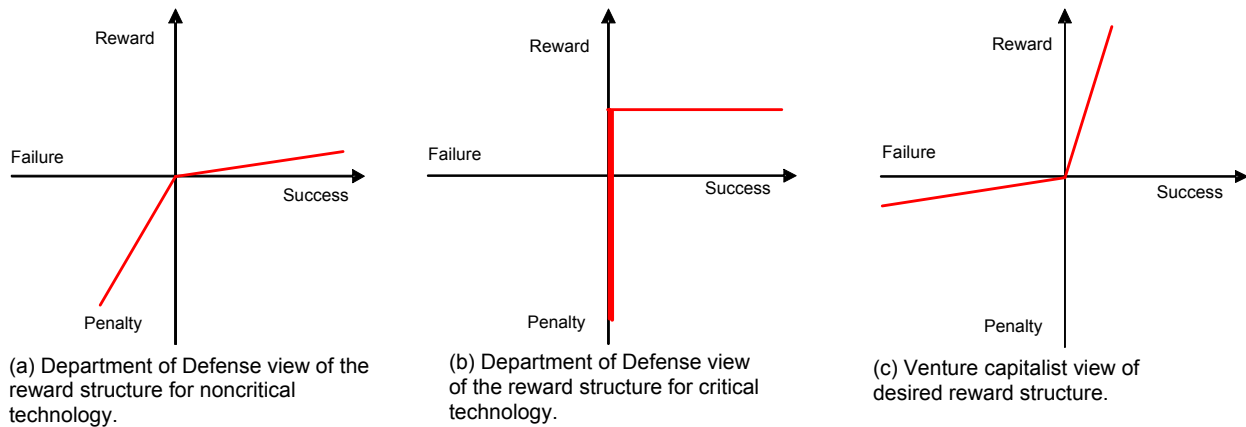 Reward
Failure
Success
Penalty
(a) Department of Defense view of the
reward structure for noncritical
technology.
Reward
Failure
Success
Penalty
(b) Department of Defense view
of the reward structure for critical
technology.
Reward
Failure
Success
Penalty
(c) Venture capitalist view of
desired reward structure.